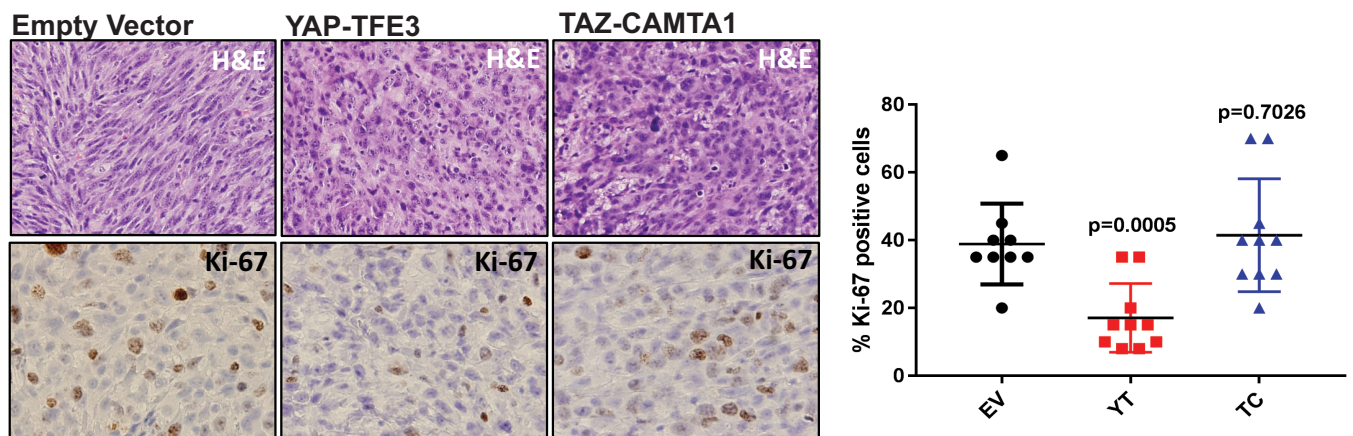 Empty Vector
YAP-TFE3
TAZ-CAMTA1
H&E
H&E
H&E
Ki-67
Ki-67
Ki-67
% Ki-67 positive cells
80
60
40
20
0
p=0.0005
p=0.7026
EV
YT
TC